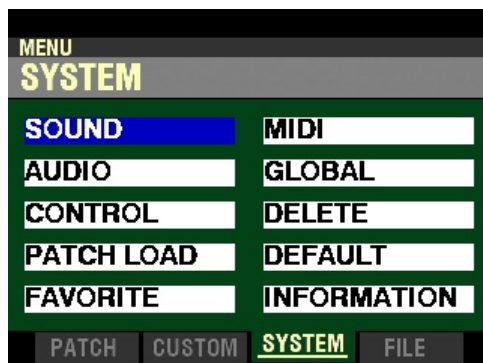 MENU
SYSTEM
SOUND
MIDI
AUDIO
GLOBAL
CONTROL
DELETE
PATCH LOAD
DEFAULT
FAVORITE
INFORMATION
PATCH CUSTOM SYSTEM FILE